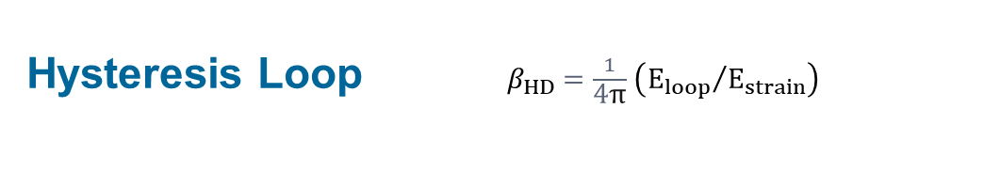 Hysteresis Loop
β_HD = 1/4π (E_loop/E_strain)